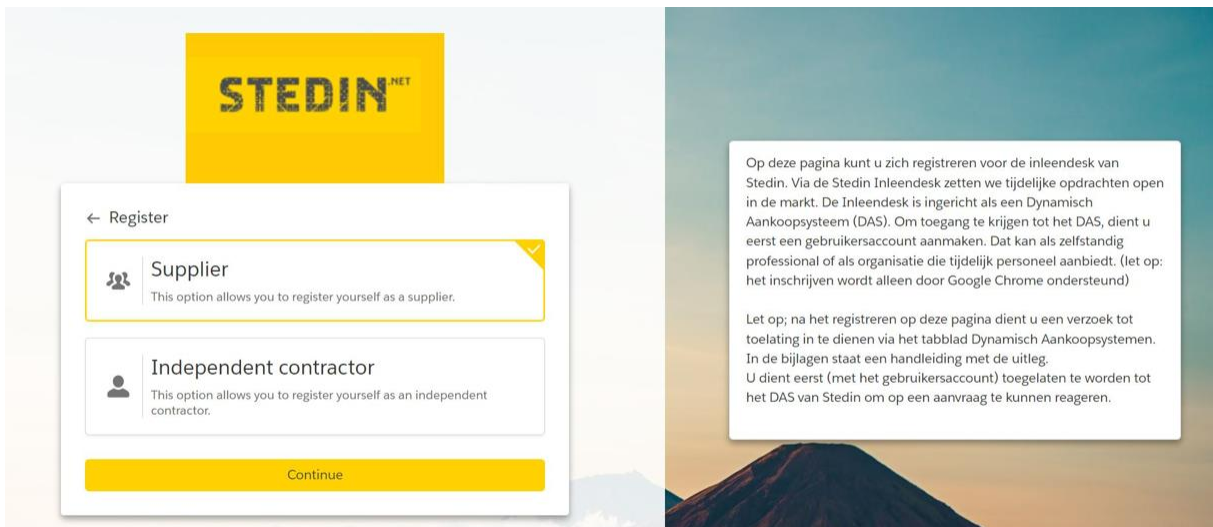 STEDIN.NET
← Register
Supplier
This option allows you to register yourself as a supplier.
Independent contractor
This option allows you to register yourself as an independent
contractor.
Continue
Op deze pagina kunt u zich registreren voor de inleendesk van
Stedin. Via de Stedin Inleendesk zetten we tijdelijke opdrachten open
in de markt. De Inleendesk is ingericht als een Dynamisch
Aankoopsysteem (DAS). Om toegang te krijgen tot het DAS, dient u
eerst een gebruikersaccount aanmaken. Dat kan als zelfstandig
professional of als organisatie die tijdelijk personeel aanbiedt. (let op:
het inschrijven wordt alleen door Google Chrome ondersteund)
Let op; na het registreren op deze pagina dient u een verzoek tot
toelating in te dienen via het tabblad Dynamisch Aankoopsystemen.
In de bijlagen staat een handleiding met de uitleg.
U dient eerst (met het gebruikersaccount) toegelaten te worden tot
het DAS van Stedin om op een aanvraag te kunnen reageren.